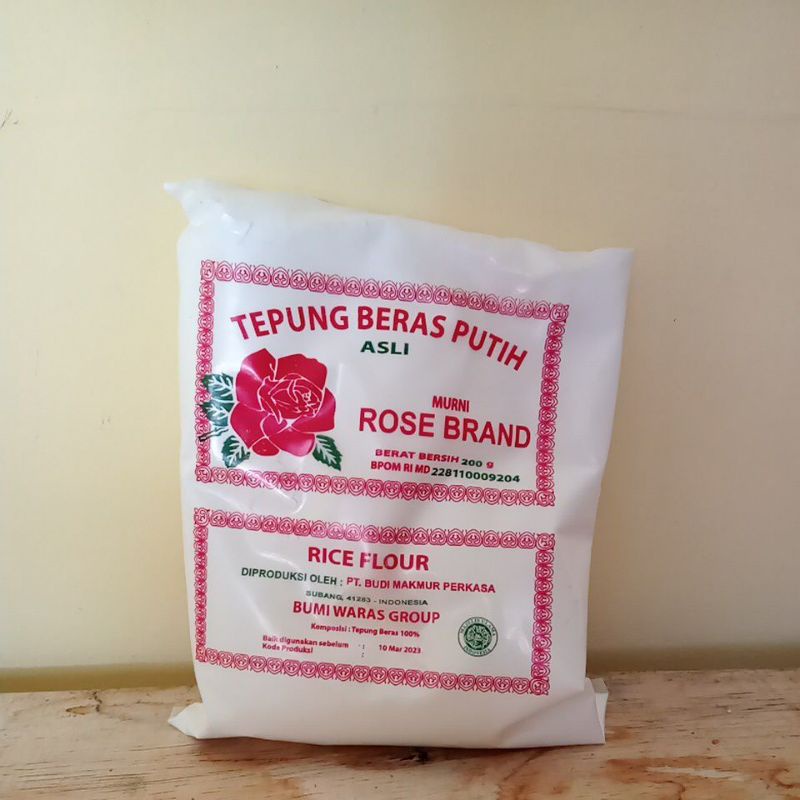 TEPUNG BERAS PUTIH
ASLI
MURNI
ROSE BRAND
BERAT BERSIH 200 g
BPOM RI MD 228110009204
RICE FLOUR
DIPRODUKSI OLEH : PT. BUDI MAKMUR PERKASA
SUBANG, 41283 - INDONESIA
BUMI WARAS GROUP
Komposisi : Tepung Beras 100%
Baik digunakan sebelum : 10 Mar 2023
Kode Produksi :